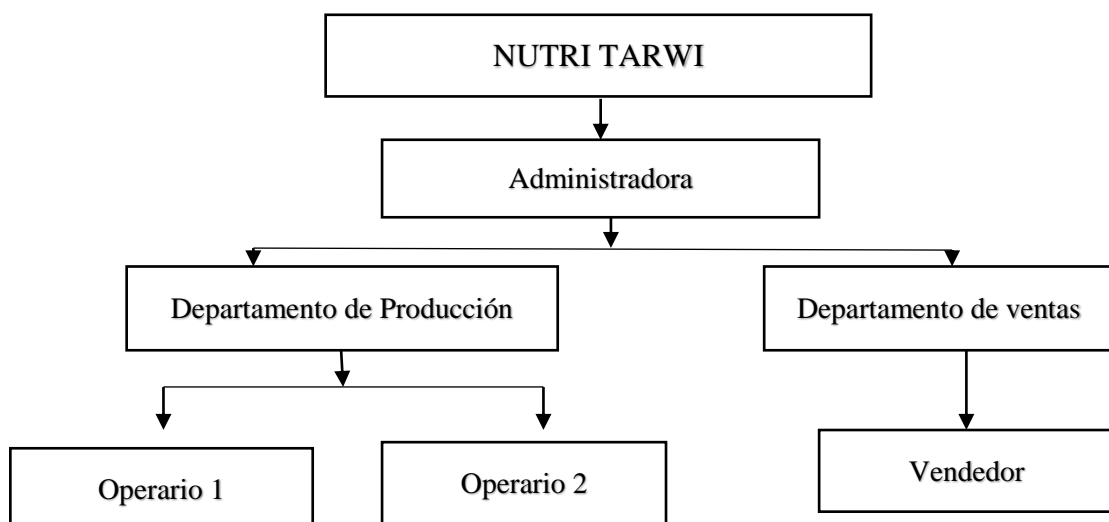 NUTRI TARWI
Administradora
Departamento de Producción
Departamento de ventas
Operario 1
Operario 2
Vendedor